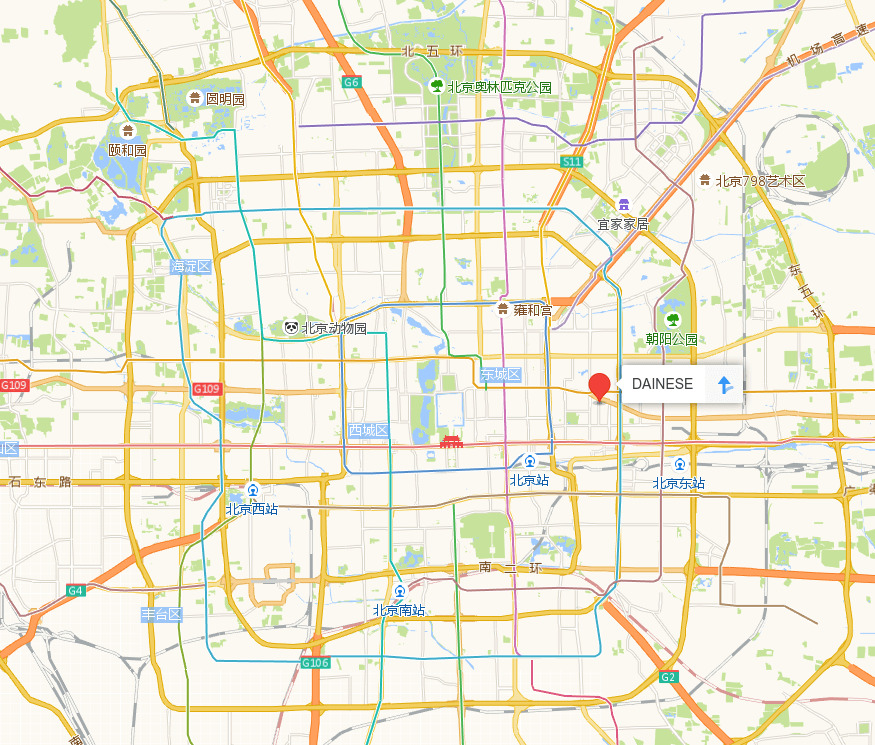 北五环
机场高速
G6
北京奥林匹克公园
圆明园
颐和园
S11
北京798艺术区
宜家家居
海淀区
东五环
雍和宫
北京动物园
朝阳公园
东城区
G109
G109
DAINESE
西城区
北京站
北京东站
石东路
北京西站
广渠
南二环
G4
北京南站
丰台区
G106
G2
南